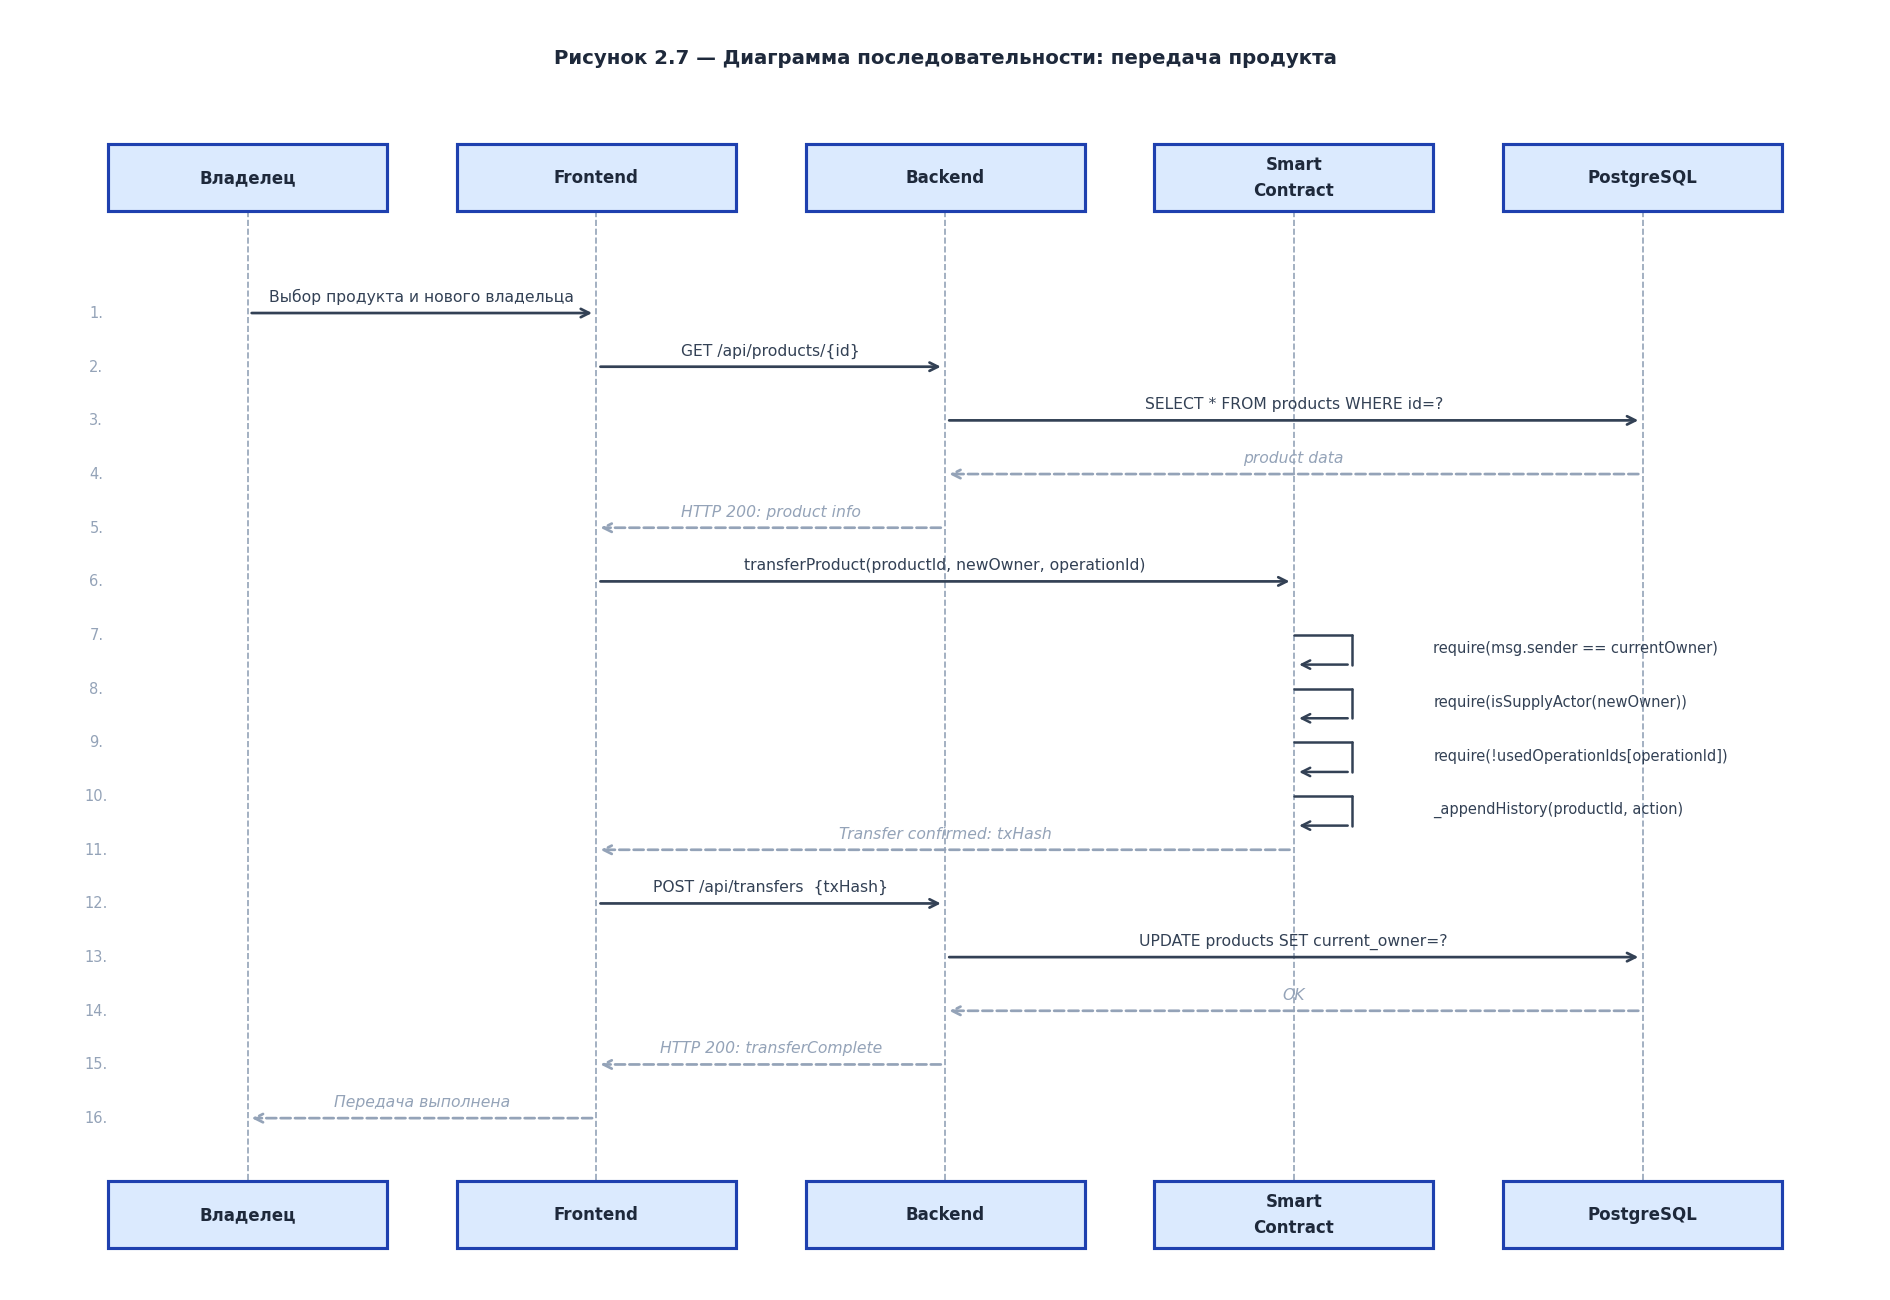 Рисунок 2.7 — Диаграмма последовательности: передача продукта
Владелец
Frontend
Backend
Smart
Contract
PostgreSQL
1.
Выбор продукта и нового владельца
2.
GET /api/products/{id}
3.
SELECT * FROM products WHERE id=?
4.
product data
5.
HTTP 200: product info
6.
transferProduct(productId, newOwner, operationId)
7.
require(msg.sender == currentOwner)
8.
require(isSupplyActor(newOwner))
9.
require(!usedOperationIds[operationId])
10.
_appendHistory(productId, action)
11.
Transfer confirmed: txHash
12.
POST /api/transfers  {txHash}
13.
UPDATE products SET current_owner=?
14.
OK
15.
HTTP 200: transferComplete
16.
Передача выполнена
Владелец
Frontend
Backend
Smart
Contract
PostgreSQL